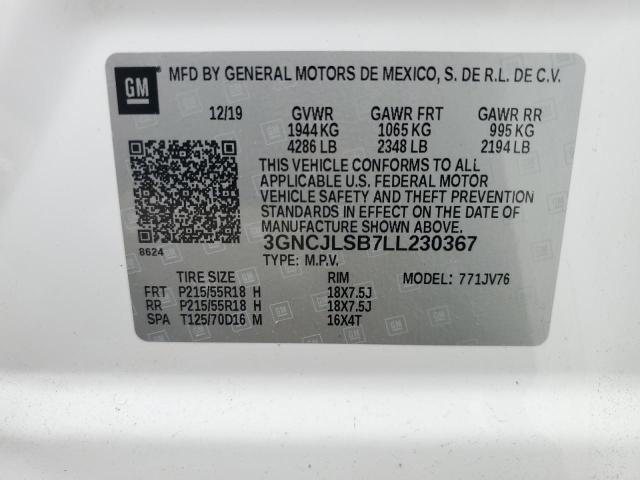 GM MFD BY GENERAL MOTORS DE MEXICO, S. DE R.L. DE C.V.
12/19 GVWR GAWR FRT GAWR RR
1944 KG 1065 KG 995 KG
4286 LB 2348 LB 2194 LB
THIS VEHICLE CONFORMS TO ALL
APPLICABLE U.S. FEDERAL MOTOR
VEHICLE SAFETY AND THEFT PREVENTION
STANDARDS IN EFFECT ON THE DATE OF
MANUFACTURE SHOWN ABOVE.
8624 3GNCJLSB7LL230367
TYPE: M.P.V.
TIRE SIZE RIM MODEL: 771JV76
FRT P215/55R18 H 18X7.5J
RR P215/55R18 H 18X7.5J
SPA T125/70D16 M 16X4T